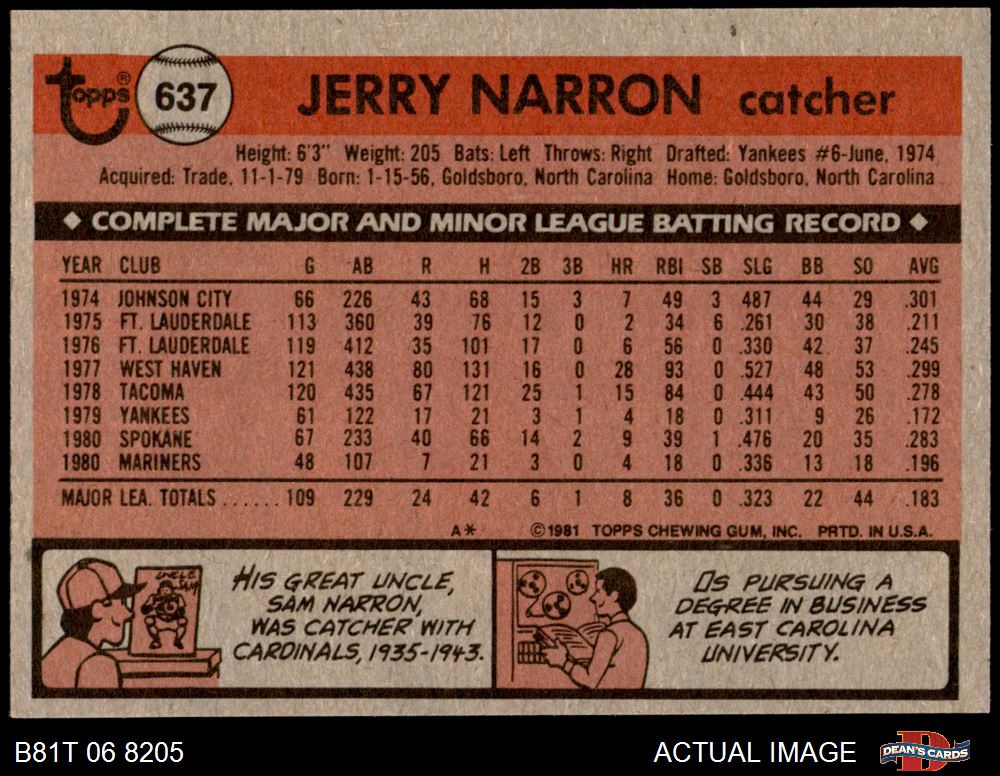 Topps® 637 JERRY NARRON catcher
Height: 6'3" Weight: 205 Bats: Left Throws: Right Drafted: Yankees #6-June, 1974
Acquired: Trade, 11-1-79 Born: 1-15-56, Goldsboro, North Carolina Home: Goldsboro, North Carolina
◆ COMPLETE MAJOR AND MINOR LEAGUE BATTING RECORD ◆
YEAR CLUB G AB R H 2B 3B HR RBI SB SLG BB SO AVG
1974 JOHNSON CITY 66 226 43 68 15 3 7 49 3 487 44 29 .301
1975 FT. LAUDERDALE 113 360 39 76 12 0 2 34 6 .261 30 38 .211
1976 FT. LAUDERDALE 119 412 35 101 17 0 6 56 0 .330 42 37 .245
1977 WEST HAVEN 121 438 80 131 16 0 28 93 0 .527 48 53 .299
1978 TACOMA 120 435 67 121 25 1 15 84 0 .444 43 50 .278
1979 YANKEES 61 122 17 21 3 1 4 18 0 .311 9 26 .172
1980 SPOKANE 67 233 40 66 14 2 9 39 1 .476 20 35 .283
1980 MARINERS 48 107 7 21 3 0 4 18 0 .336 13 18 .196
MAJOR LEA. TOTALS ...... 109 229 24 42 6 1 8 36 0 .323 22 44 .183
A* ©1981 TOPPS CHEWING GUM, INC. PRTD. IN U.S.A.
UNCLE
SAM
HIS GREAT UNCLE,
SAM NARRON,
WAS CATCHER WITH
CARDINALS, 1935-1943.
IS PURSUING A
DEGREE IN BUSINESS
AT EAST CAROLINA
UNIVERSITY.
B81T 06 8205 ACTUAL IMAGE DEAN'S CARDS